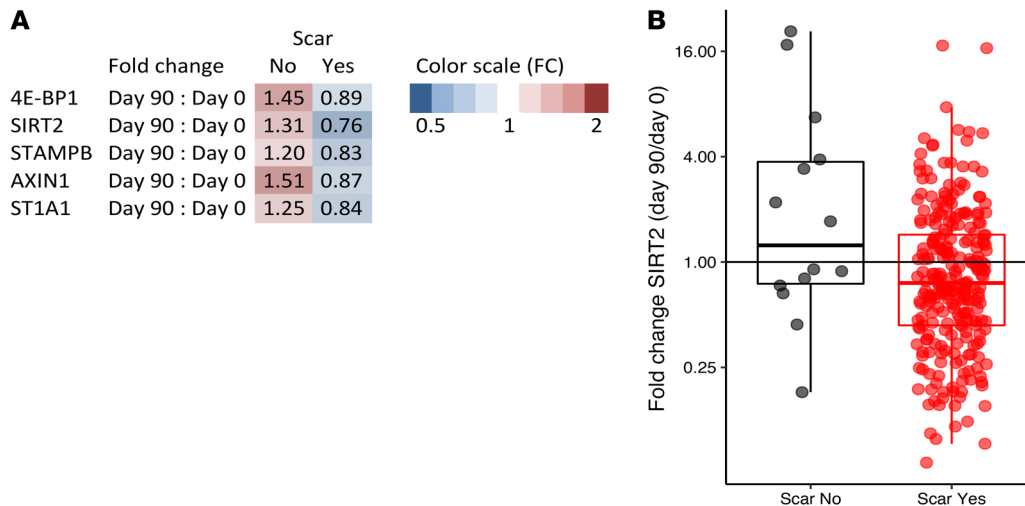 A
Scar
Fold change No Yes
4E-BP1 Day 90 : Day 0 1.45 0.89
SIRT2 Day 90 : Day 0 1.31 0.76
STAMPB Day 90 : Day 0 1.20 0.83
AXIN1 Day 90 : Day 0 1.51 0.87
ST1A1 Day 90 : Day 0 1.25 0.84
Color scale (FC)
0.5 1 2
B
Fold change SIRT2 (day 90/day 0)
16.00
4.00
1.00
0.25
Scar No Scar Yes